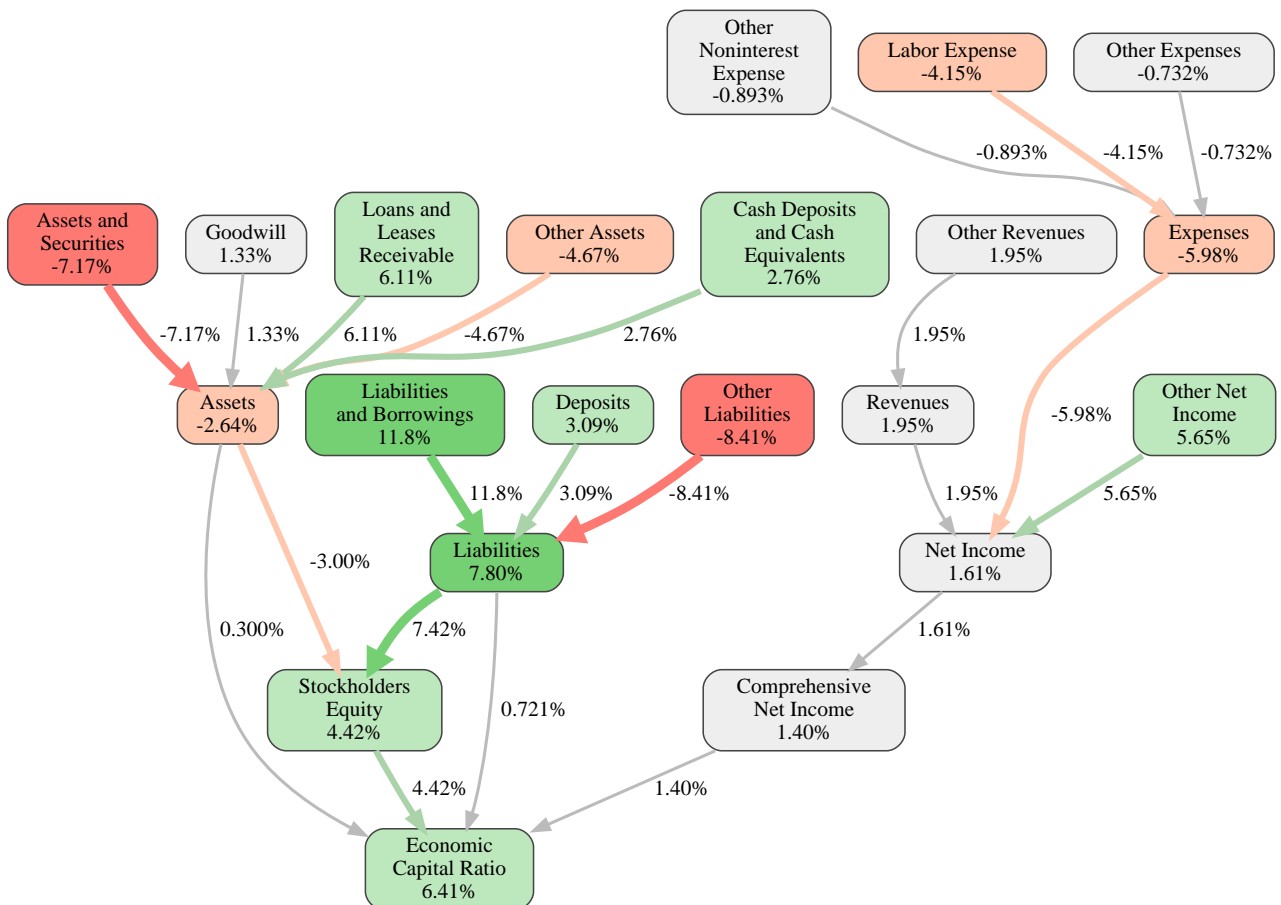 Other
Noninterest
Expense
-0.893%
Labor Expense
-4.15%
Other Expenses
-0.732%
-0.893%
-4.15%
-0.732%
Assets and
Securities
-7.17%
Goodwill
1.33%
Loans and
Leases
Receivable
6.11%
Other Assets
-4.67%
Cash Deposits
and Cash
Equivalents
2.76%
Other Revenues
1.95%
Expenses
-5.98%
-7.17%
1.33%
6.11%
-4.67%
2.76%
1.95%
-5.98%
Assets
-2.64%
Liabilities
and Borrowings
11.8%
Deposits
3.09%
Other
Liabilities
-8.41%
Revenues
1.95%
Other Net
Income
5.65%
11.8%
3.09%
-8.41%
1.95%
5.65%
Liabilities
7.80%
Net Income
1.61%
-3.00%
0.300%
7.42%
1.61%
Stockholders
Equity
4.42%
0.721%
Comprehensive
Net Income
1.40%
4.42%
1.40%
Economic
Capital Ratio
6.41%